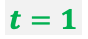 t = 1